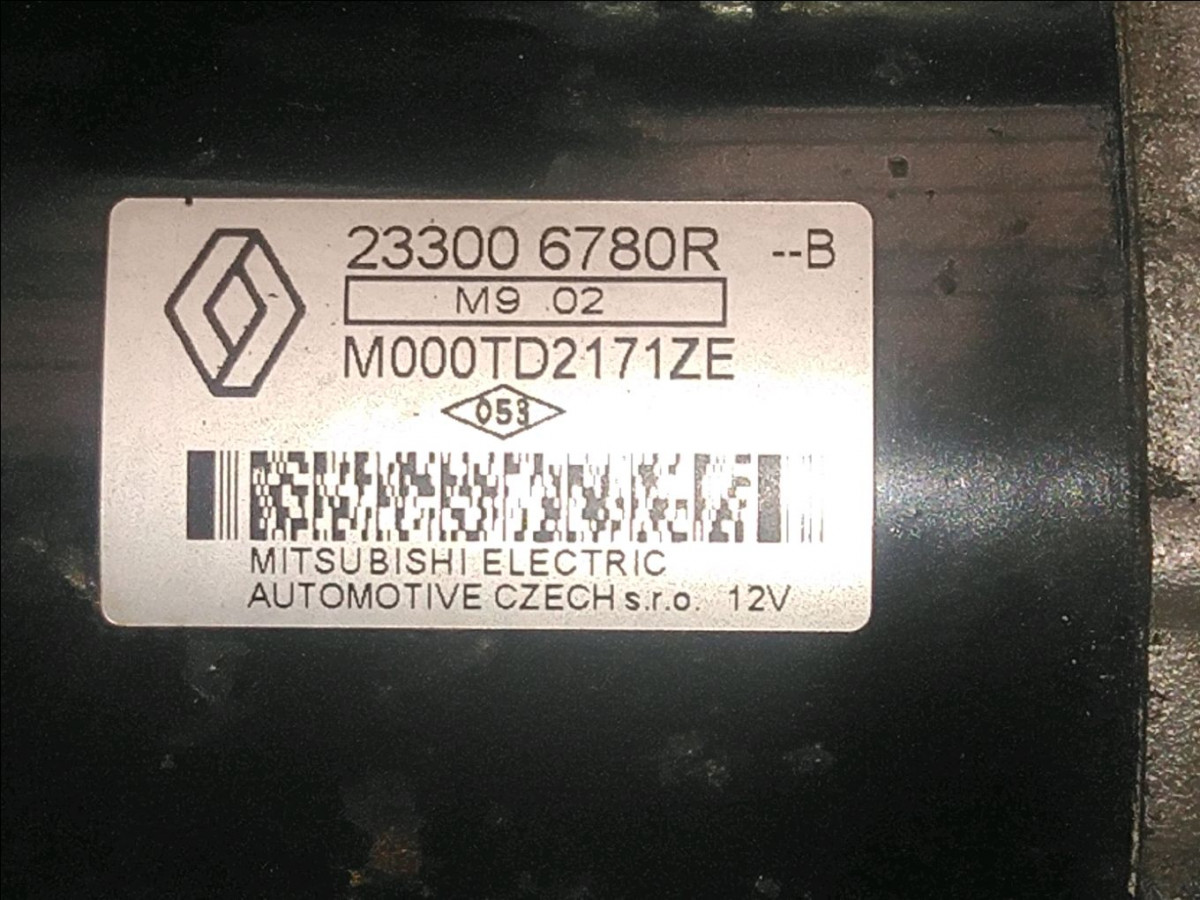 23300 6780R --B
M9 .02
M000TD2171ZE
053
MITSUBISHI ELECTRIC
AUTOMOTIVE CZECH s.r.o. 12V